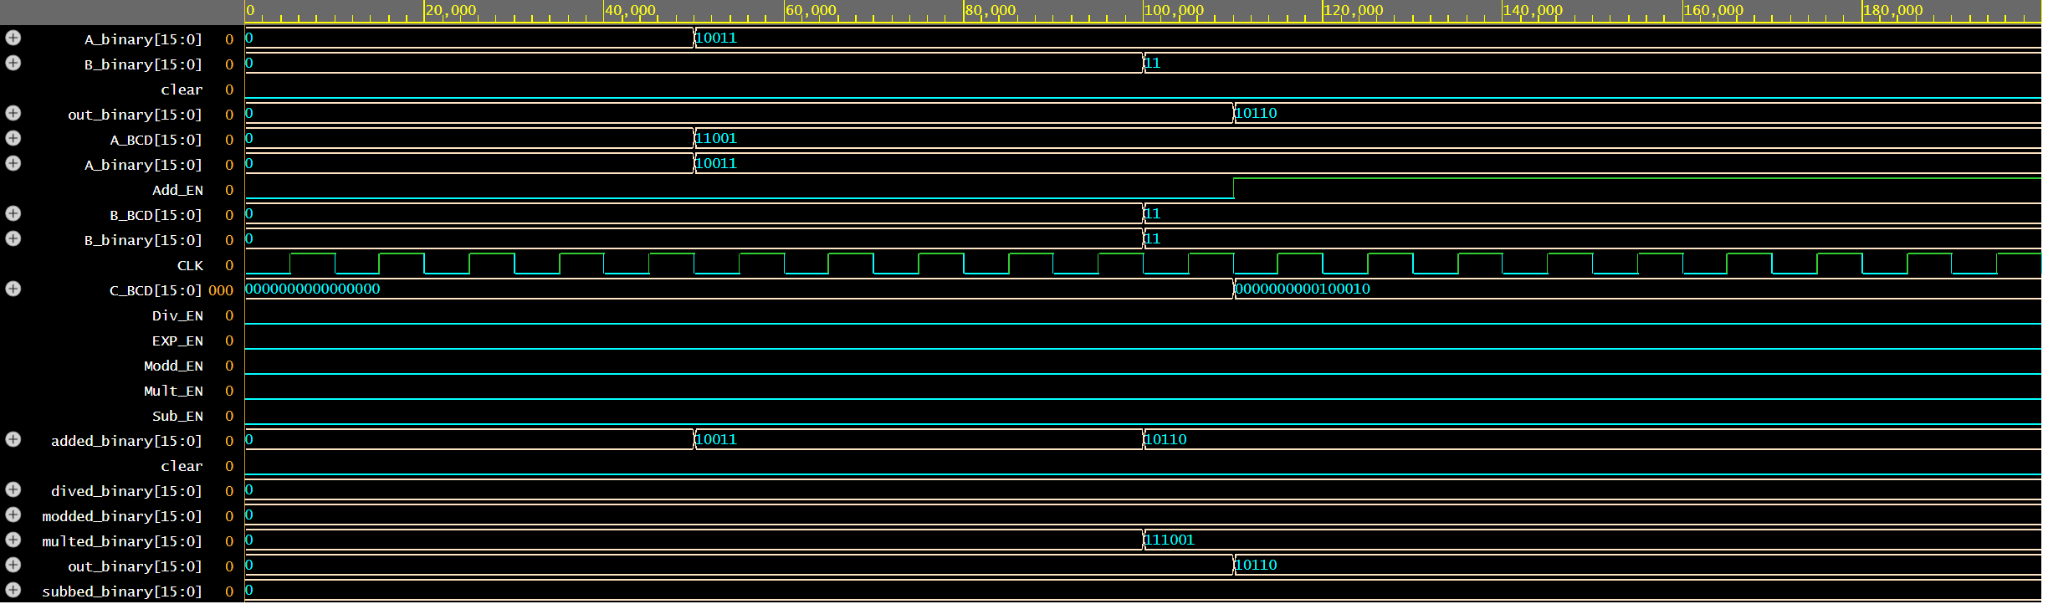 0 20,000 40,000 60,000 80,000 100,000 120,000 140,000 160,000 180,000
A_binary[15:0] 0 0 10011
B_binary[15:0] 0 0 11
clear 0
out_binary[15:0] 0 0 10110
A_BCD[15:0] 0 0 11001
A_binary[15:0] 0 0 10011
Add_EN 0
B_BCD[15:0] 0 0 11
B_binary[15:0] 0 0 11
CLK 0
C_BCD[15:0] 000 0000000000000000 0000000000100010
Div_EN 0
EXP_EN 0
Modd_EN 0
Mult_EN 0
Sub_EN 0
added_binary[15:0] 0 0 10011 10110
clear 0
dived_binary[15:0] 0 0
modded_binary[15:0] 0 0
multed_binary[15:0] 0 0 111001
out_binary[15:0] 0 0 10110
subbed_binary[15:0] 0 0